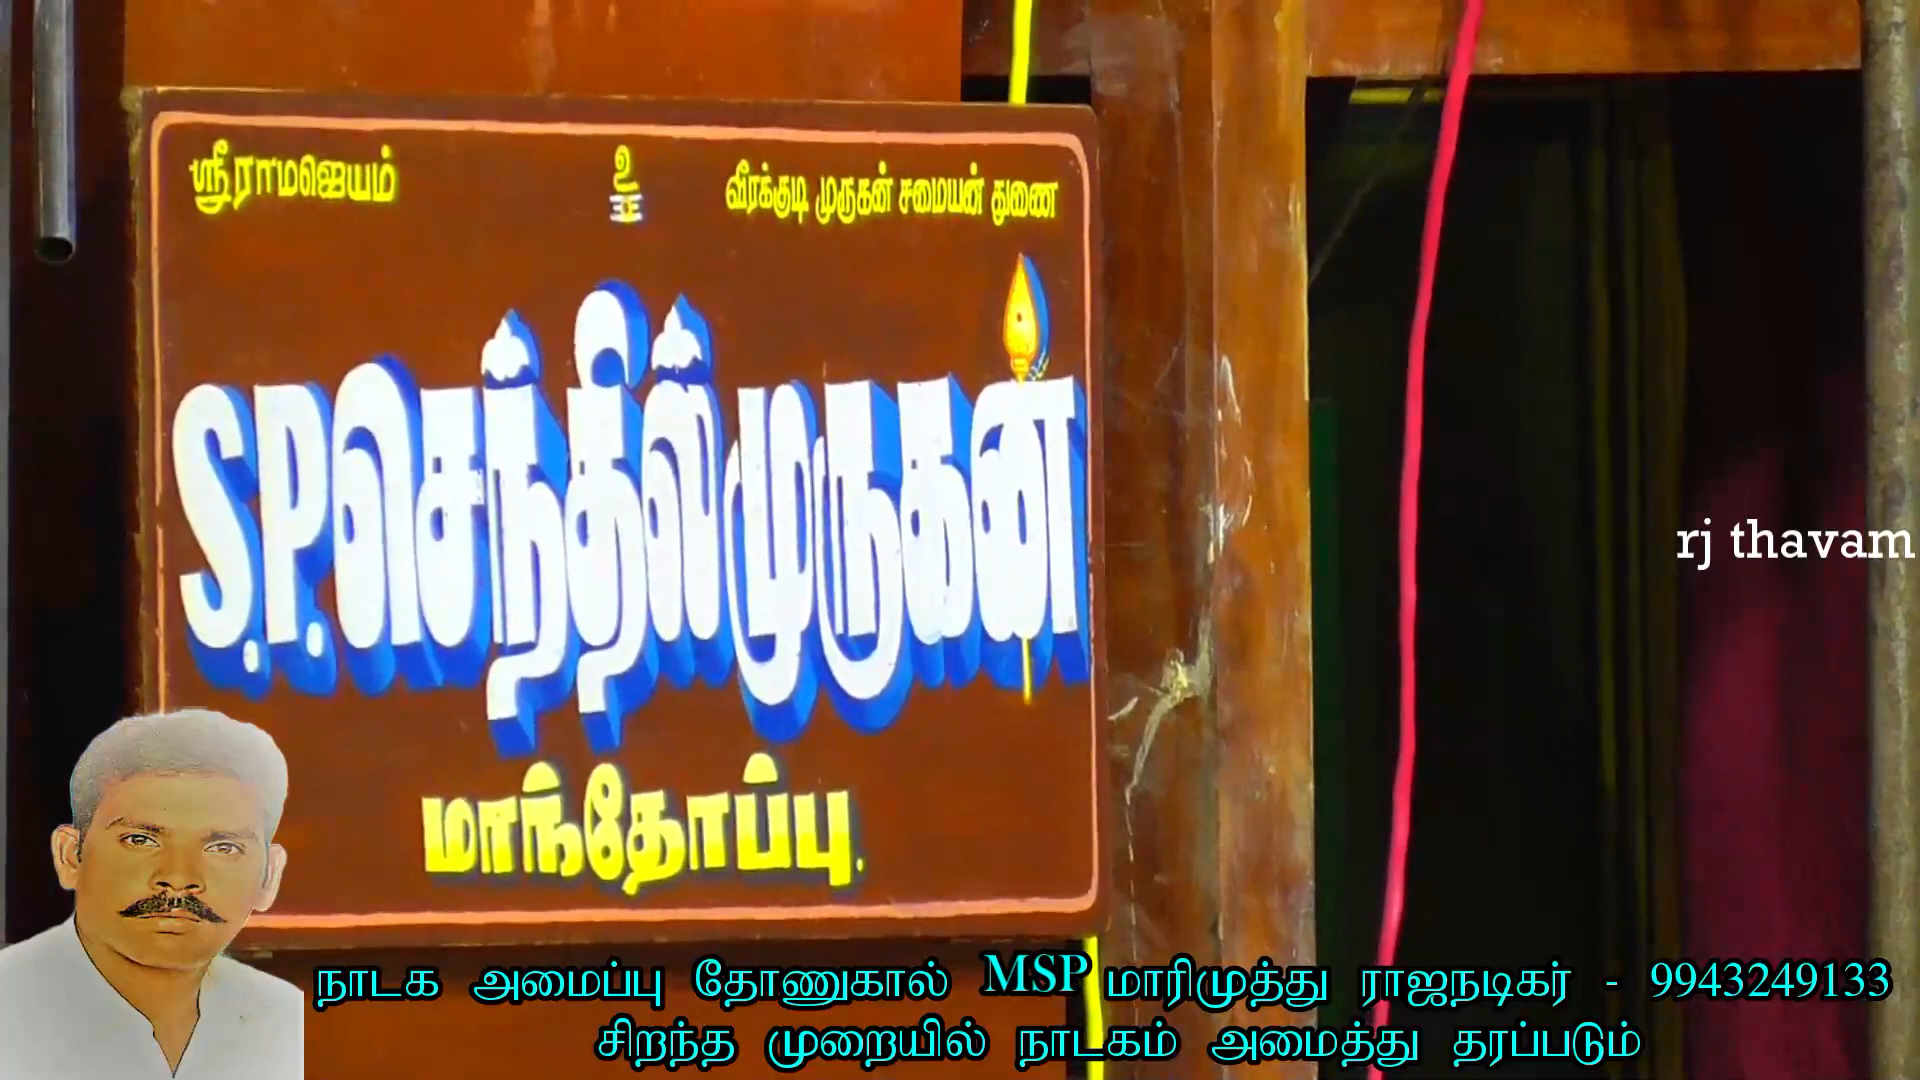 ஸ்ரீராமஜெயம்
உ
வீரக்குடி முருகன் சமையன் துணை
S.P.செந்தில்முருகன்
மாந்தோப்பு.
rj thavam
நாடக அமைப்பு தோணுகால் MSP மாரிமுத்து ராஜநடிகர் - 9943249133
சிறந்த முறையில் நாடகம் அமைத்து தரப்படும்